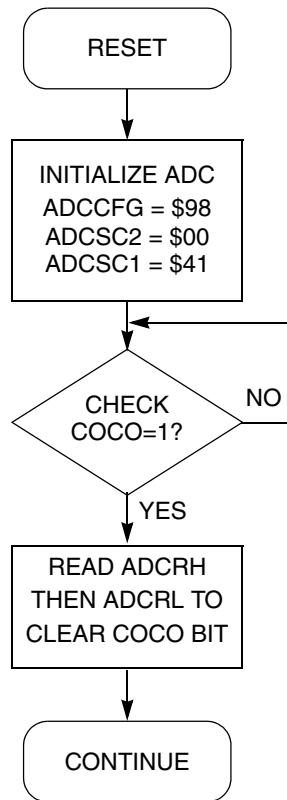 RESET
INITIALIZE ADC
ADCCFG = $98
ADCSC2 = $00
ADCSC1 = $41
CHECK
COCO=1?
NO
YES
READ ADCRH
THEN ADCRL TO
CLEAR COCO BIT
CONTINUE